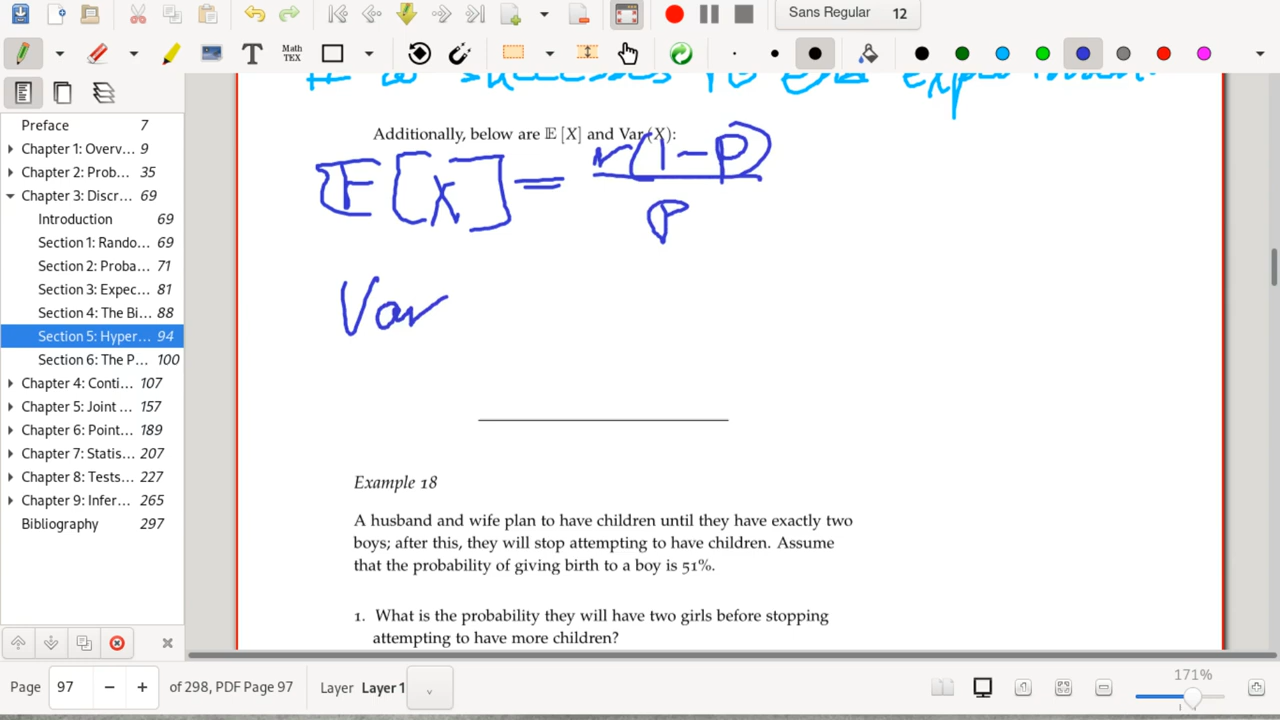 Sans Regular 12
Math
TEX
Preface 7
Chapter 1: Overv... 9
Chapter 2: Prob... 35
Chapter 3: Discr... 69
Introduction 69
Section 1: Rando... 69
Section 2: Proba... 71
Section 3: Expec... 81
Section 4: The Bi... 88
Section 5: Hyper... 94
Section 6: The P... 100
Chapter 4: Conti... 107
Chapter 5: Joint ... 157
Chapter 6: Point... 189
Chapter 7: Statis... 207
Chapter 8: Tests... 227
Chapter 9: Infer... 265
Bibliography 297
# to successes to end
Additionally, below are 𝔼 [X] and Var (X):
𝔼[X] = r(1-p)
p
Var
Example 18
A husband and wife plan to have children until they have exactly two
boys; after this, they will stop attempting to have children. Assume
that the probability of giving birth to a boy is 51%.
1. What is the probability they will have two girls before stopping
attempting to have more children?
Page 97 − + of 298, PDF Page 97 Layer Layer 1
171%